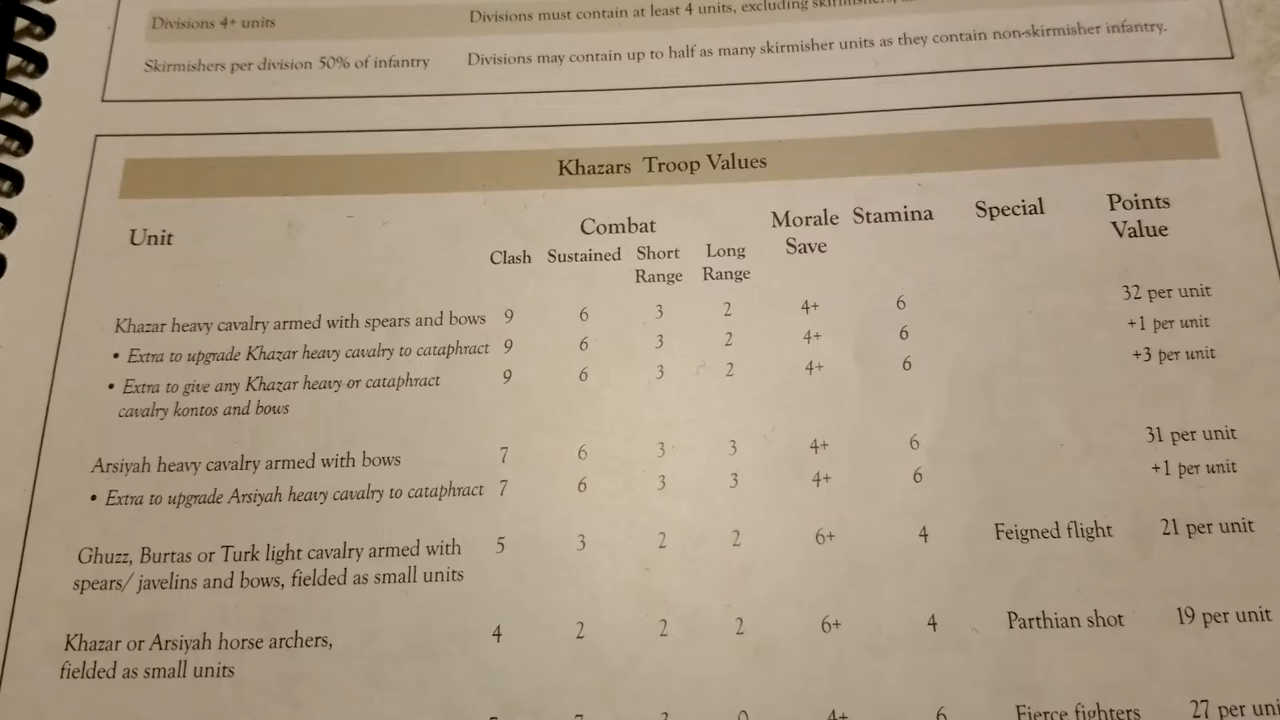 Divisions 4+ units Divisions must contain at least 4 units, excluding
Skirmishers per division 50% of infantry Divisions may contain up to half as many skirmisher units as they contain non-skirmisher infantry.
Khazars Troop Values
Unit Combat Morale Save Stamina Special Points Value
Clash Sustained Short Range Long Range
Khazar heavy cavalry armed with spears and bows 9 6 3 2 4+ 6 32 per unit
• Extra to upgrade Khazar heavy cavalry to cataphract 9 6 3 2 4+ 6 +1 per unit
• Extra to give any Khazar heavy or cataphract 9 6 3 2 4+ 6 +3 per unit
cavalry kontos and bows
Arsiyah heavy cavalry armed with bows 7 6 3 3 4+ 6 31 per unit
• Extra to upgrade Arsiyah heavy cavalry to cataphract 7 6 3 3 4+ 6 +1 per unit
Ghuzz, Burtas or Turk light cavalry armed with 5 3 2 2 6+ 4 Feigned flight 21 per unit
spears/ javelins and bows, fielded as small units
Khazar or Arsiyah horse archers, 4 2 2 2 6+ 4 Parthian shot 19 per unit
fielded as small units
4+ 6 Fierce fighters 27 per